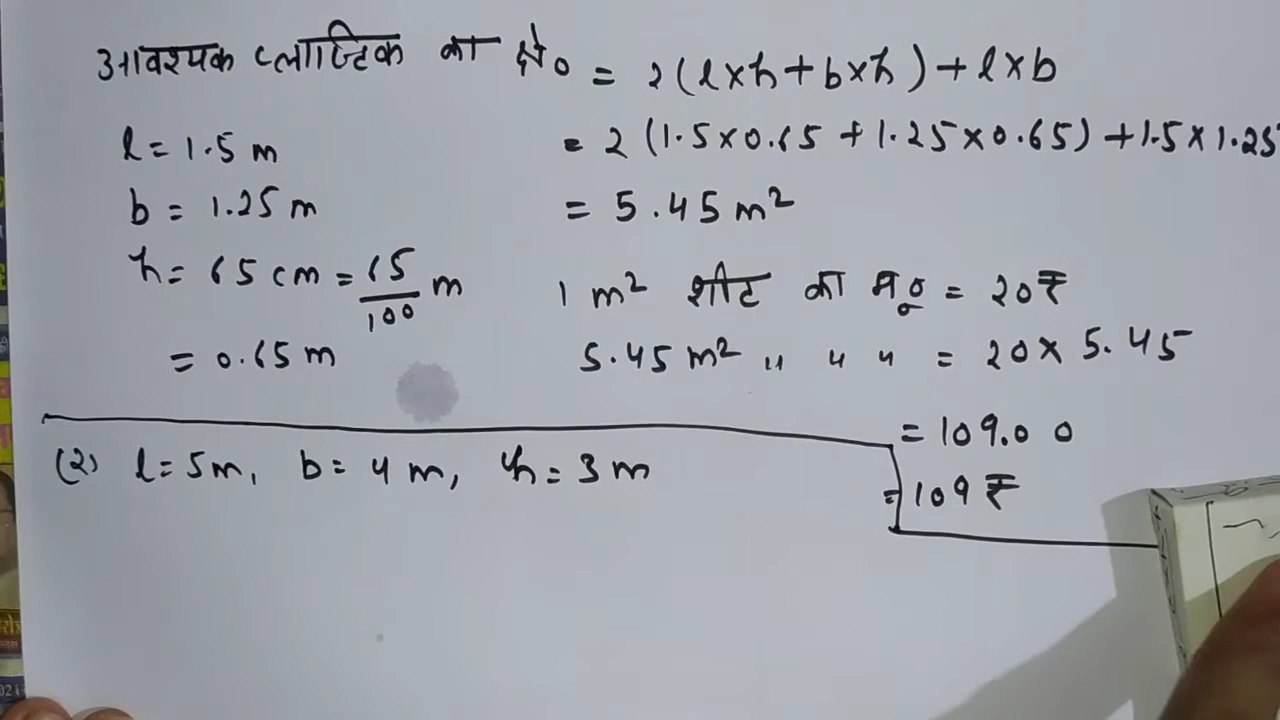 आवश्यक प्लास्टिक का क्षे० = 2(l×h+b×h)+l×b
l=1.5 m
= 2 (1.5×0.65 + 1.25×0.65) +1.5×1.25
b = 1.25 m
= 5.45 m²
h= 65 cm = 65/100 m
1 m² शीट का मू० = 20₹
= 0.65 m
5.45 m² " " " = 20× 5.45
= 109.00
= 109 ₹
(2) l=5m, b= 4 m, h= 3 m